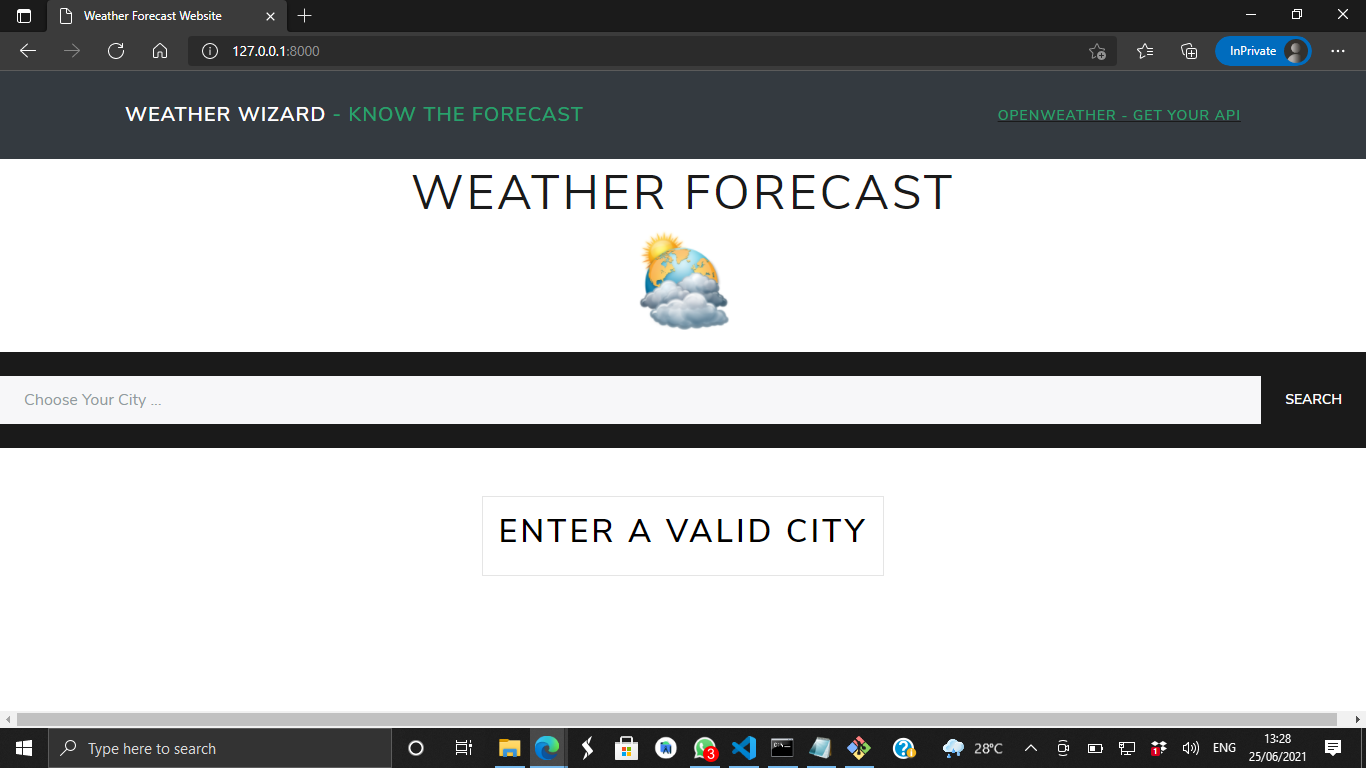 Weather Forecast Website
127.0.0.1:8000
InPrivate
WEATHER WIZARD - KNOW THE FORECAST
OPENWEATHER - GET YOUR API
WEATHER FORECAST
Choose Your City ...
SEARCH
ENTER A VALID CITY
Type here to search
3
28°C
1
ENG
13:28
25/06/2021